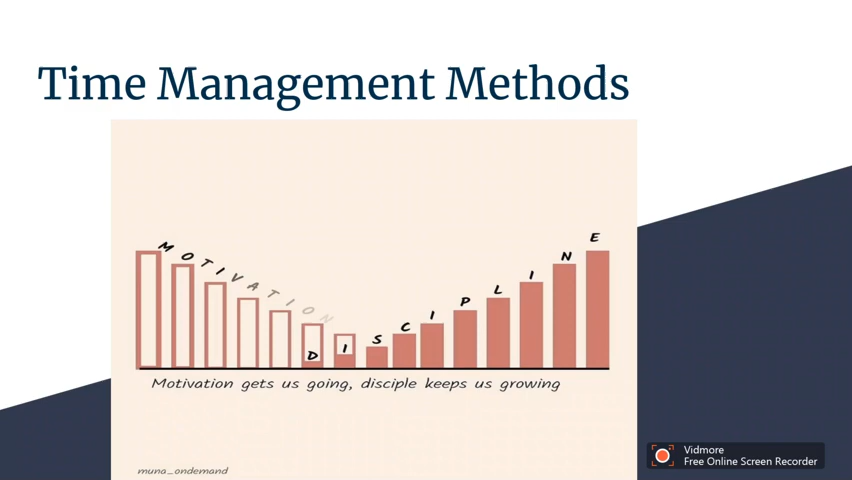 Time Management Methods
MOTIVATION
DISCIPLINE
Motivation gets us going, disciple keeps us growing
muna_ondemand
Vidmore
Free Online Screen Recorder